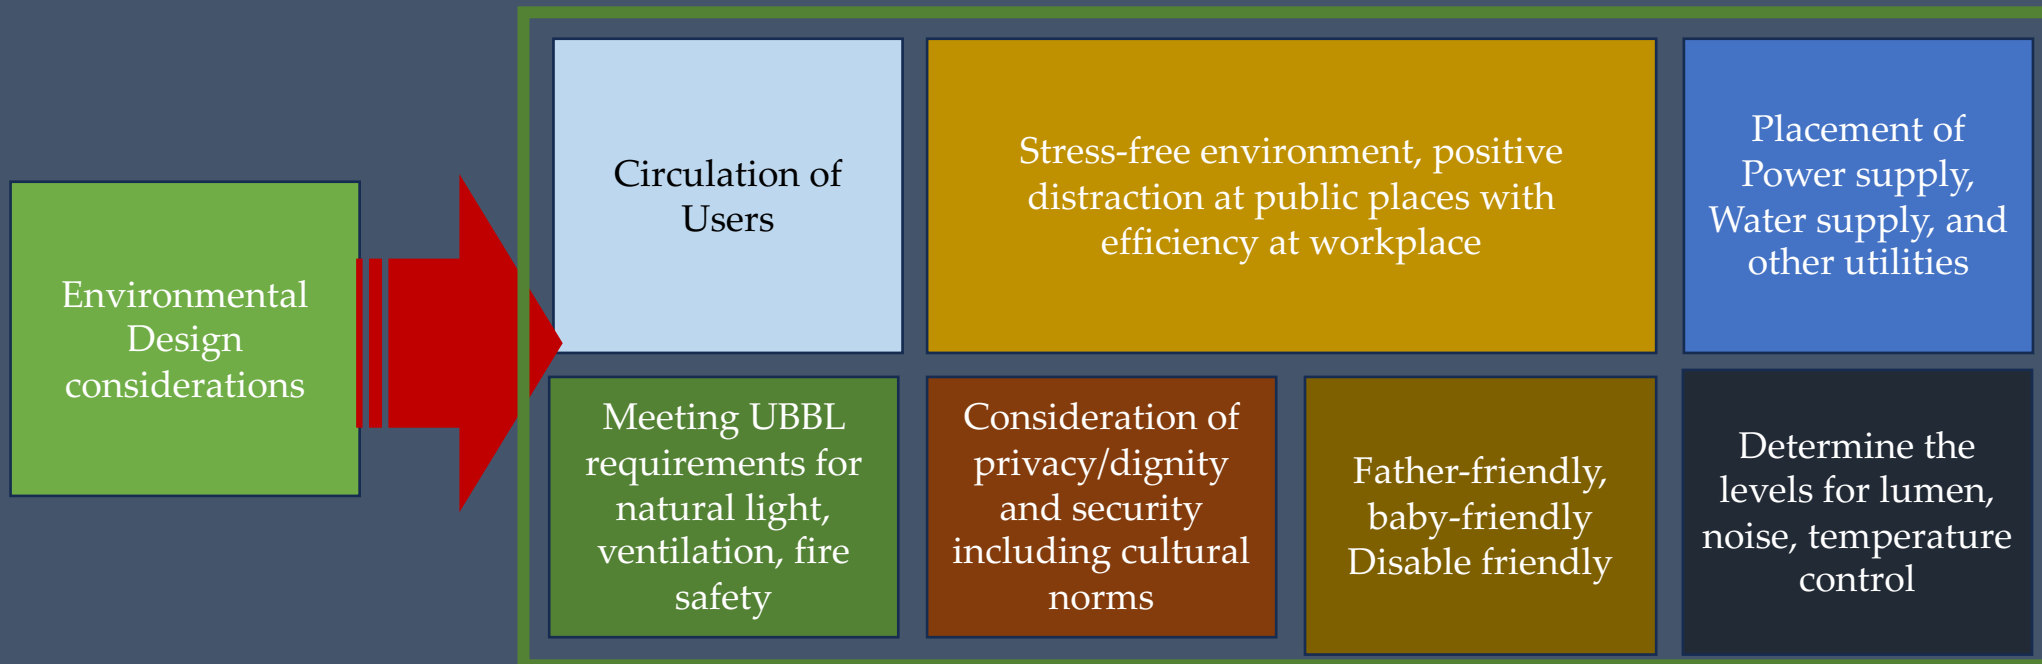 Environmental
Design
considerations
Circulation of
Users
Stress-free environment, positive
distraction at public places with
efficiency at workplace
Placement of
Power supply,
Water supply, and
other utilities
Meeting UBBL
requirements for
natural light,
ventilation, fire
safety
Consideration of
privacy/dignity
and security
including cultural
norms
Father-friendly,
baby-friendly
Disable friendly
Determine the
levels for lumen,
noise, temperature
control